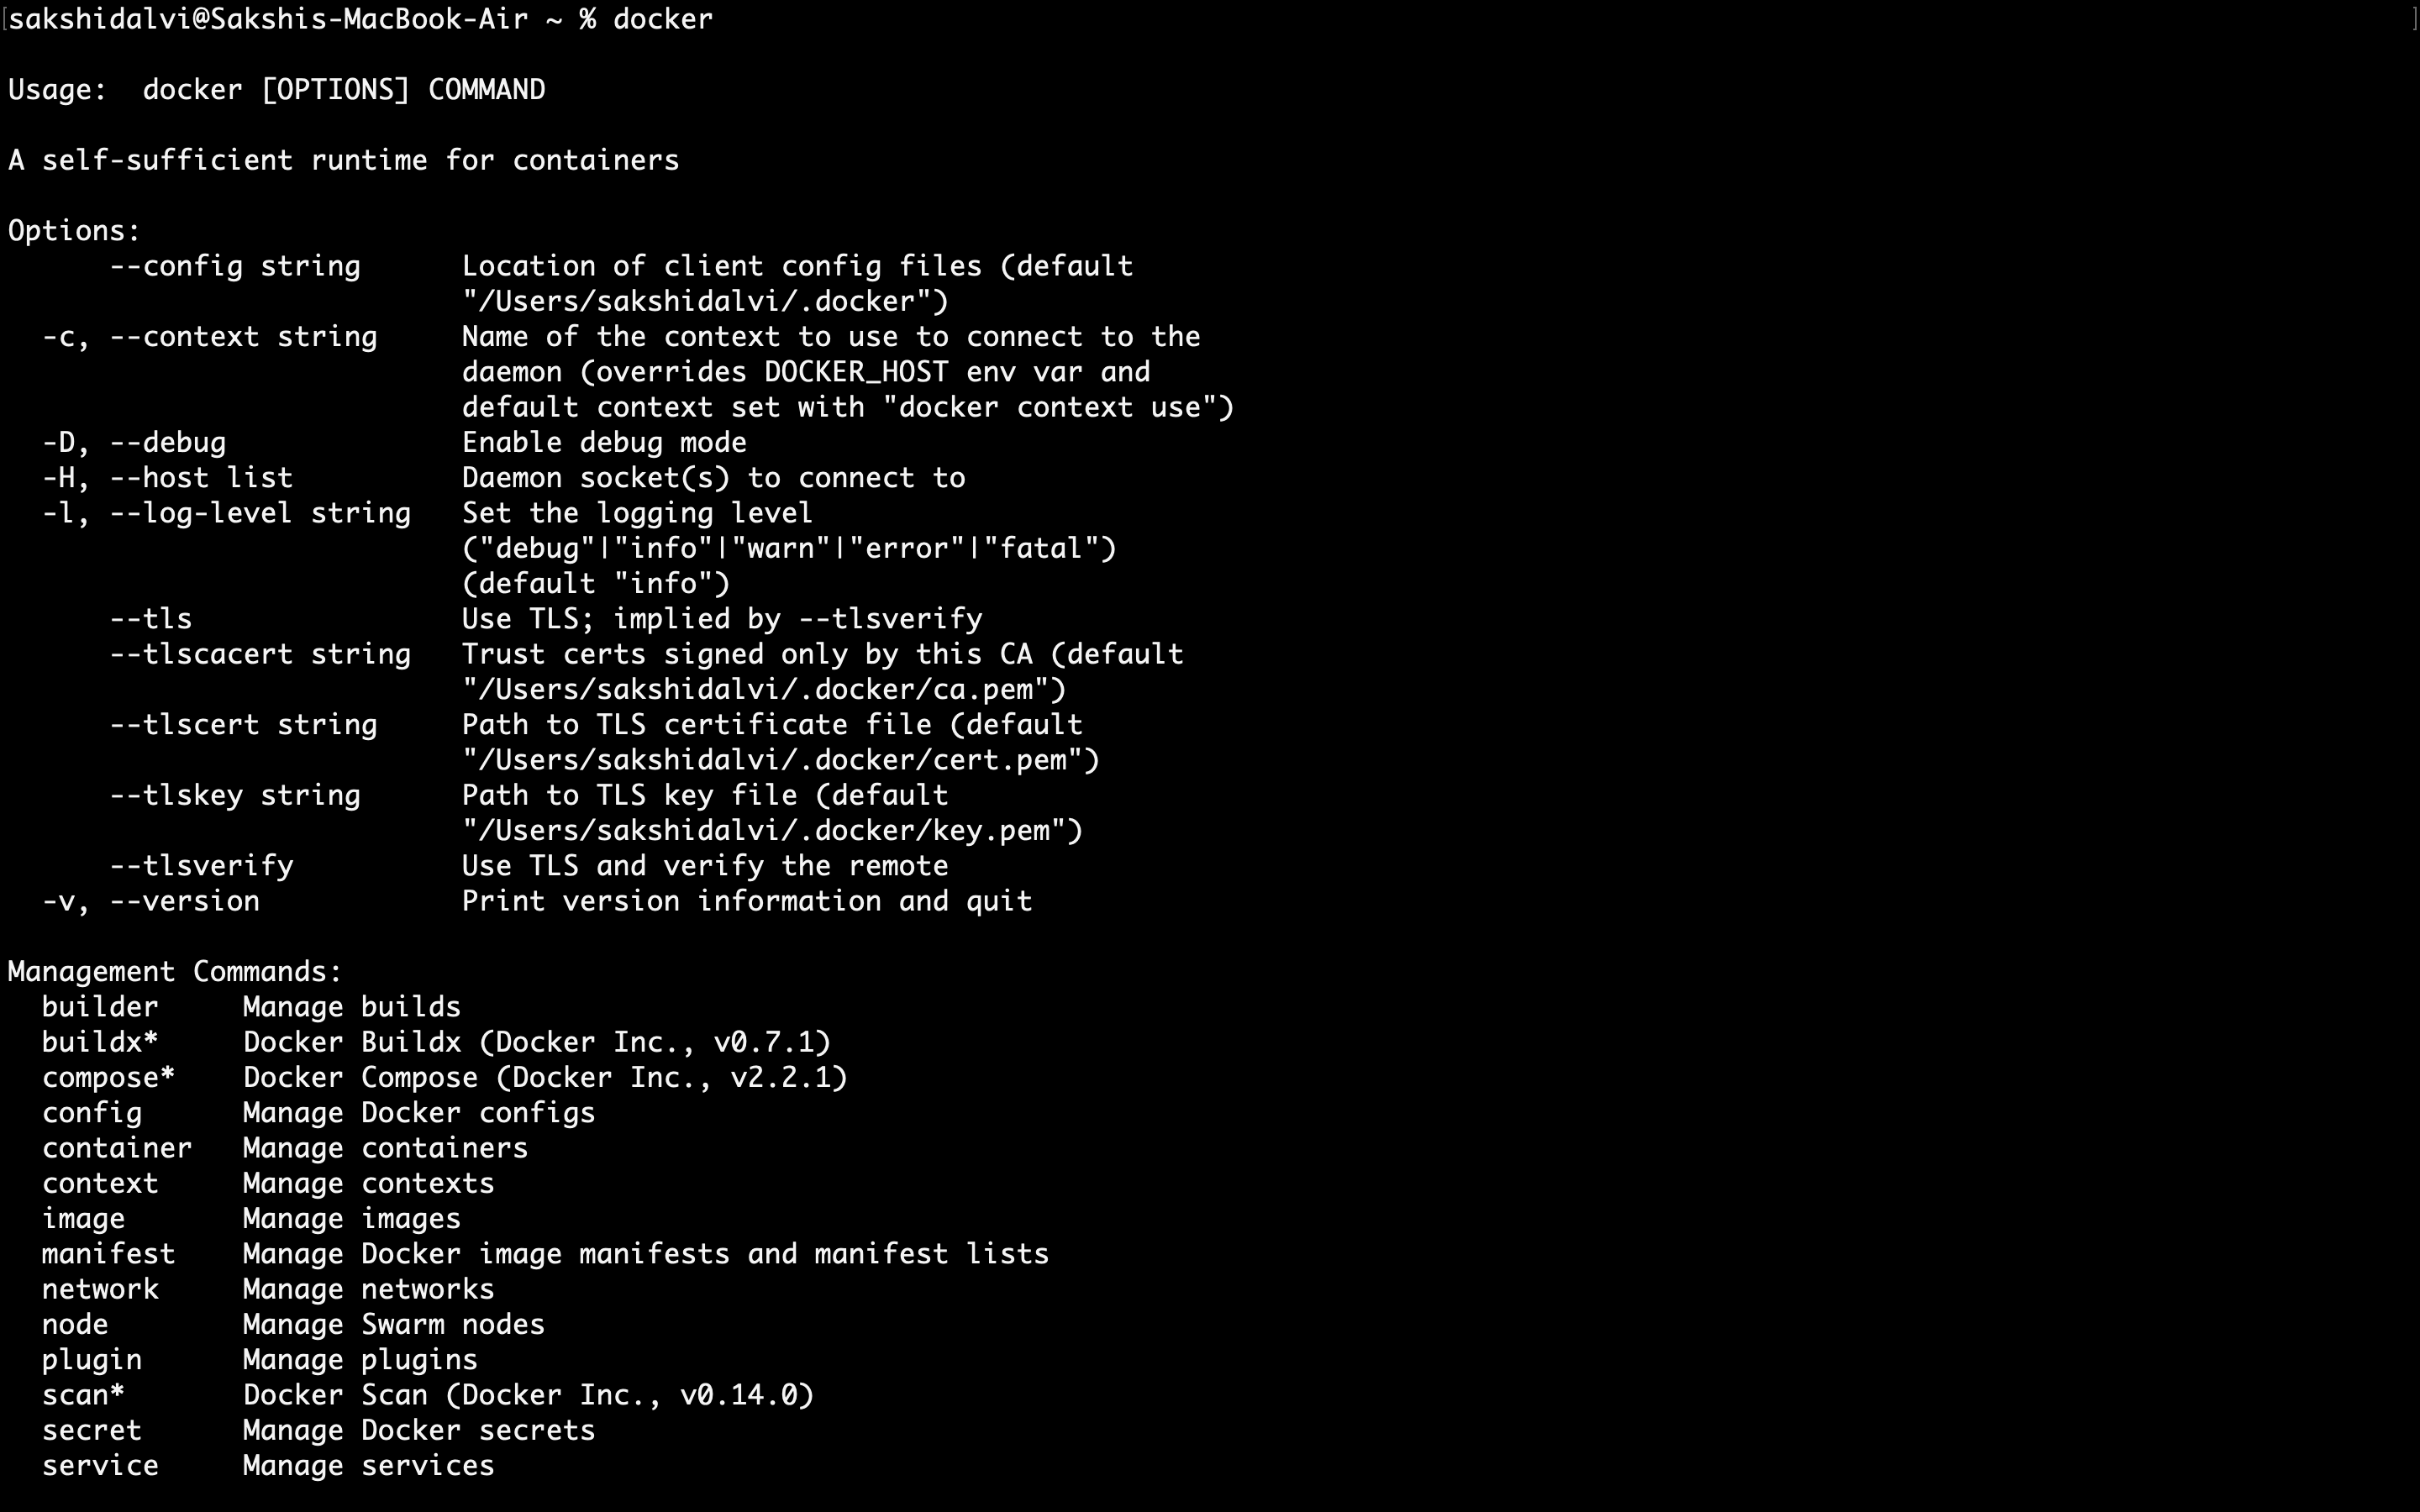 sakshidalvi@Sakshis-MacBook-Air ~ % docker

Usage:  docker [OPTIONS] COMMAND

A self-sufficient runtime for containers

Options:
      --config string      Location of client config files (default
                           "/Users/sakshidalvi/.docker")
  -c, --context string     Name of the context to use to connect to the
                           daemon (overrides DOCKER_HOST env var and
                           default context set with "docker context use")
  -D, --debug              Enable debug mode
  -H, --host list          Daemon socket(s) to connect to
  -l, --log-level string   Set the logging level
                           ("debug"|"info"|"warn"|"error"|"fatal")
                           (default "info")
      --tls                Use TLS; implied by --tlsverify
      --tlscacert string   Trust certs signed only by this CA (default
                           "/Users/sakshidalvi/.docker/ca.pem")
      --tlscert string     Path to TLS certificate file (default
                           "/Users/sakshidalvi/.docker/cert.pem")
      --tlskey string      Path to TLS key file (default
                           "/Users/sakshidalvi/.docker/key.pem")
      --tlsverify          Use TLS and verify the remote
  -v, --version            Print version information and quit

Management Commands:
  builder     Manage builds
  buildx*     Docker Buildx (Docker Inc., v0.7.1)
  compose*    Docker Compose (Docker Inc., v2.2.1)
  config      Manage Docker configs
  container   Manage containers
  context     Manage contexts
  image       Manage images
  manifest    Manage Docker image manifests and manifest lists
  network     Manage networks
  node        Manage Swarm nodes
  plugin      Manage plugins
  scan*       Docker Scan (Docker Inc., v0.14.0)
  secret      Manage Docker secrets
  service     Manage services